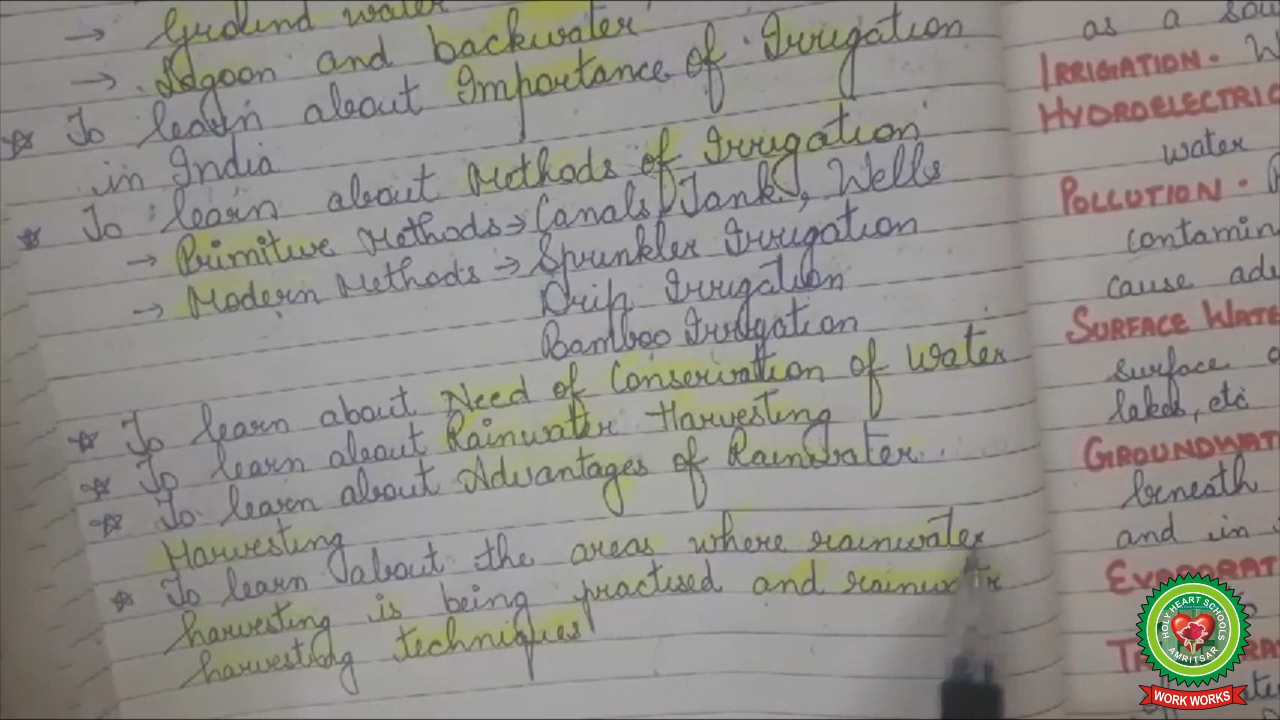 → Ground water
→ Lagoon and backwater
☆ To learn about Importance of Irrigation
in India
☆ To learn about Methods of Irrigation
→ Primitive Methods → Canals, Tank, Wells
→ Modern Methods → Sprinkler Irrigation
Drip Irrigation
Bamboo Irrigation
☆ To learn about Need of Conservation of Water
☆ To learn about Rainwater Harvesting
☆ To learn about Advantages of Rainwater
Harvesting
☆ To learn about the areas where rainwater
harvesting is being practised and rainwater
harvesting techniques
as a
IRRIGATION -
HYDROELECTRIC
water
POLLUTION -
contamin
cause
SURFACE WATE
surface
lakes, etc
GROUNDWAT
beneath
and in
EVAPORAT
HOLY HEART SCHOOLS
AMRITSAR
WORK WORKS